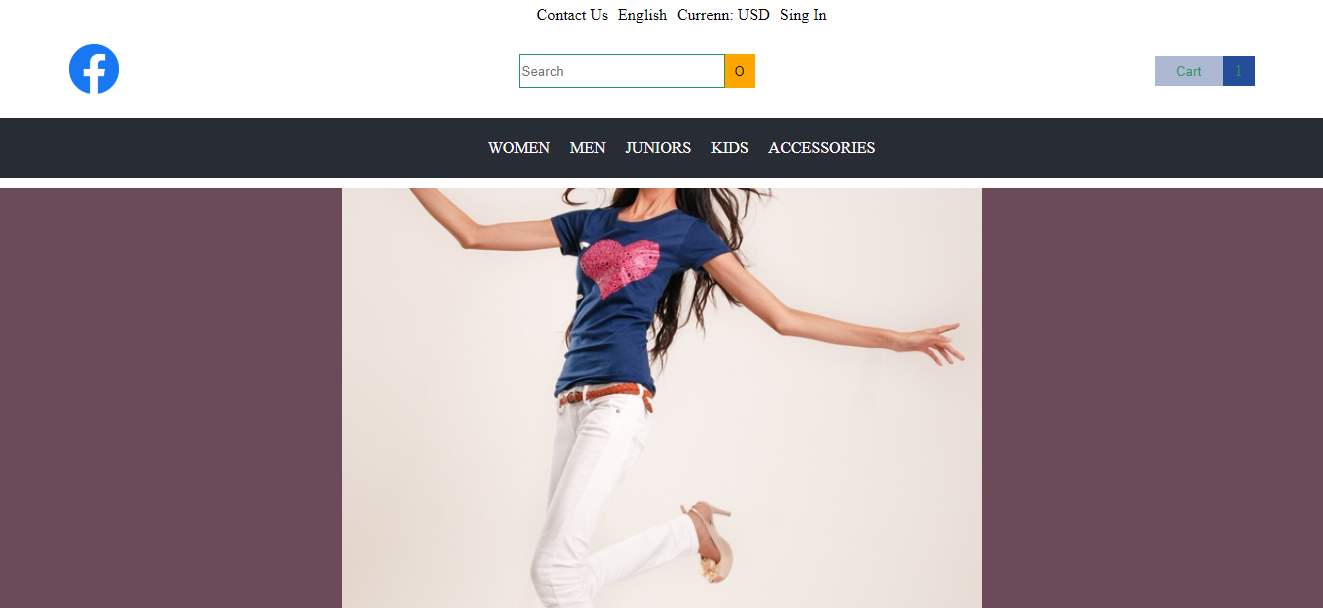 Contact Us English Currenn: USD Sing In
Search O Cart 1
WOMEN MEN JUNIORS KIDS ACCESSORIES